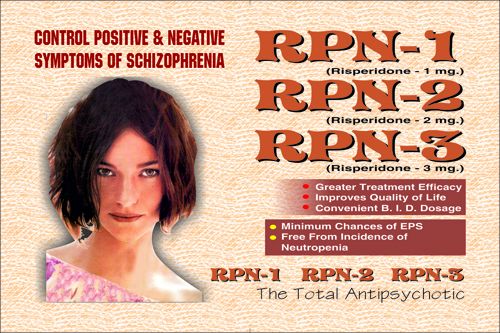 CONTROL POSITIVE & NEGATIVE
SYMPTOMS OF SCHIZOPHRENIA
RPN-1
(Risperidone - 1 mg.)
RPN-2
(Risperidone - 2 mg.)
RPN-3
(Risperidone - 3 mg.)
Greater Treatment Efficacy
Improves Quality of Life
Convenient B. I. D. Dosage
Minimum Chances of EPS
Free From Incidence of
Neutropenia
RPN-1 RPN-2 RPN-3
The Total Antipsychotic